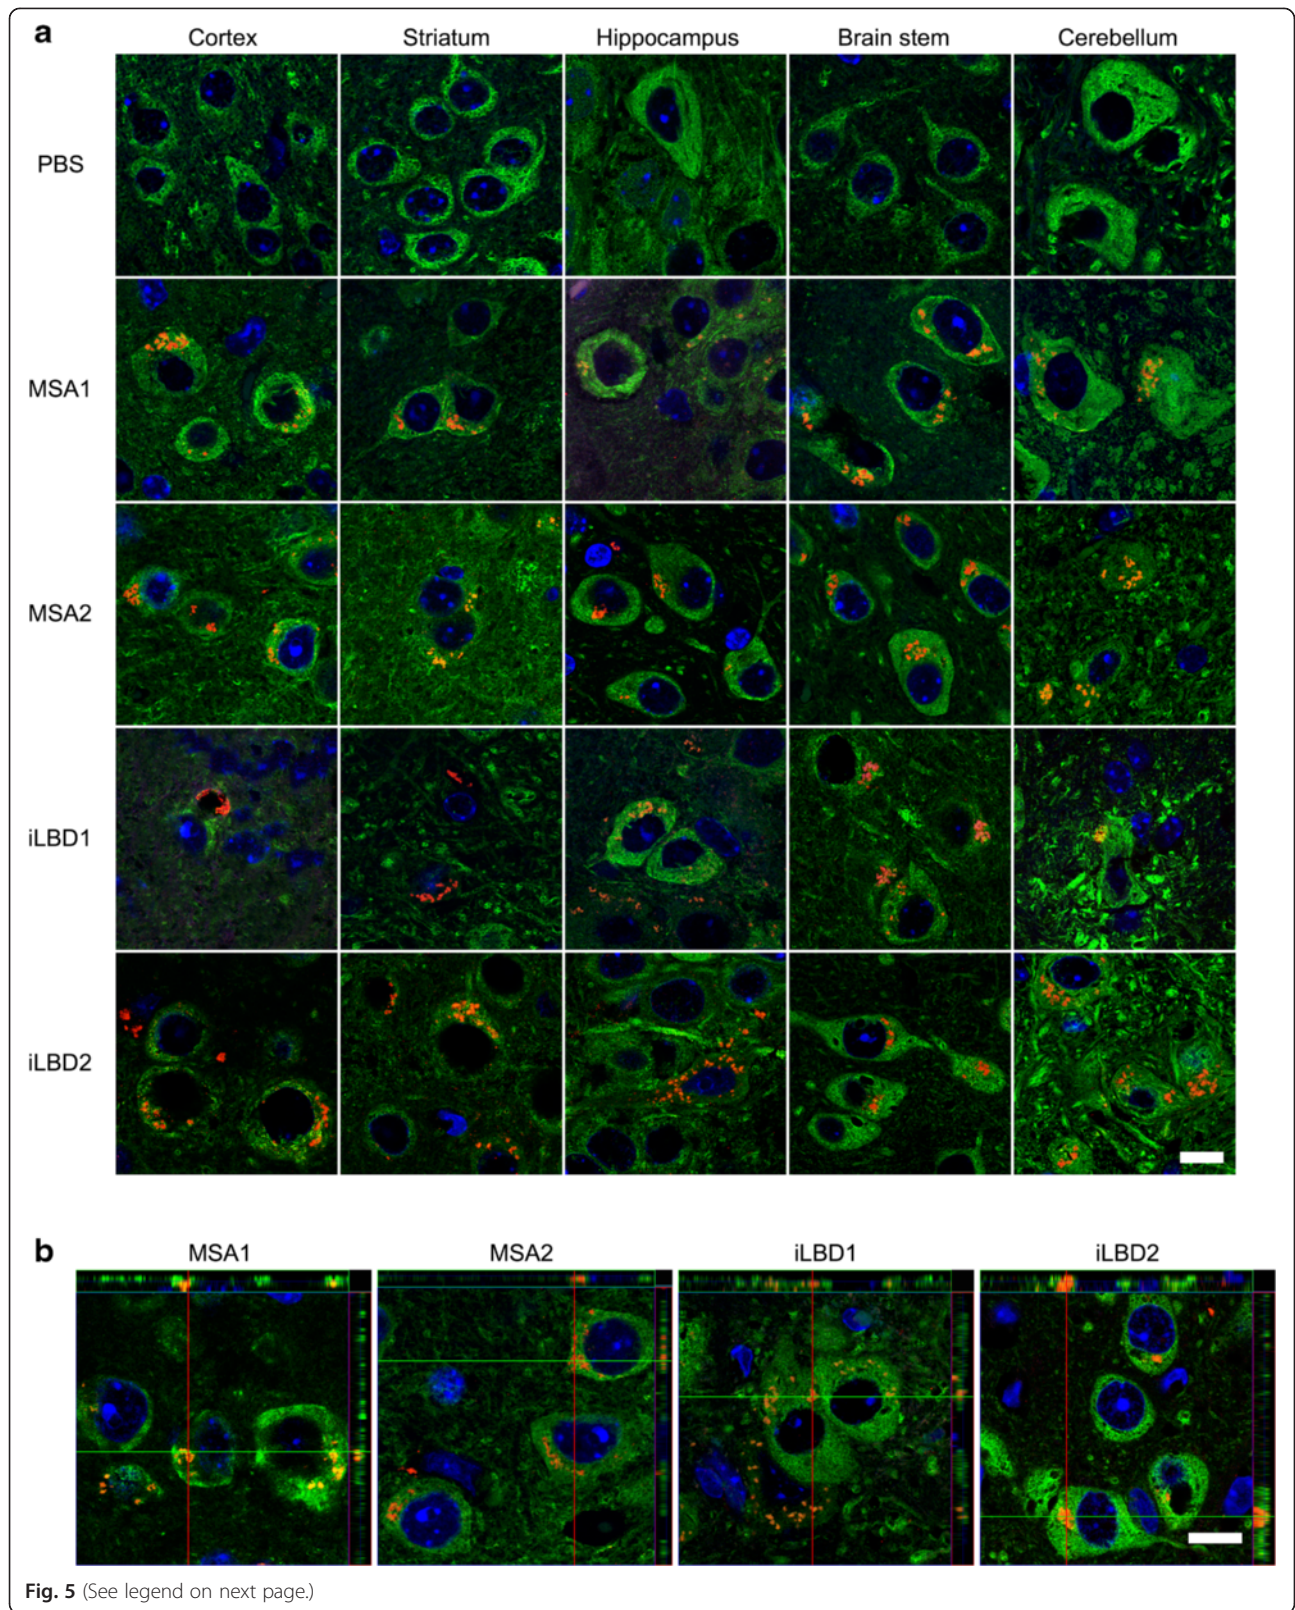 a
Cortex Striatum Hippocampus Brain stem Cerebellum
PBS
MSA1
MSA2
iLBD1
iLBD2
b
MSA1 MSA2 iLBD1 iLBD2
Fig. 5 (See legend on next page.)